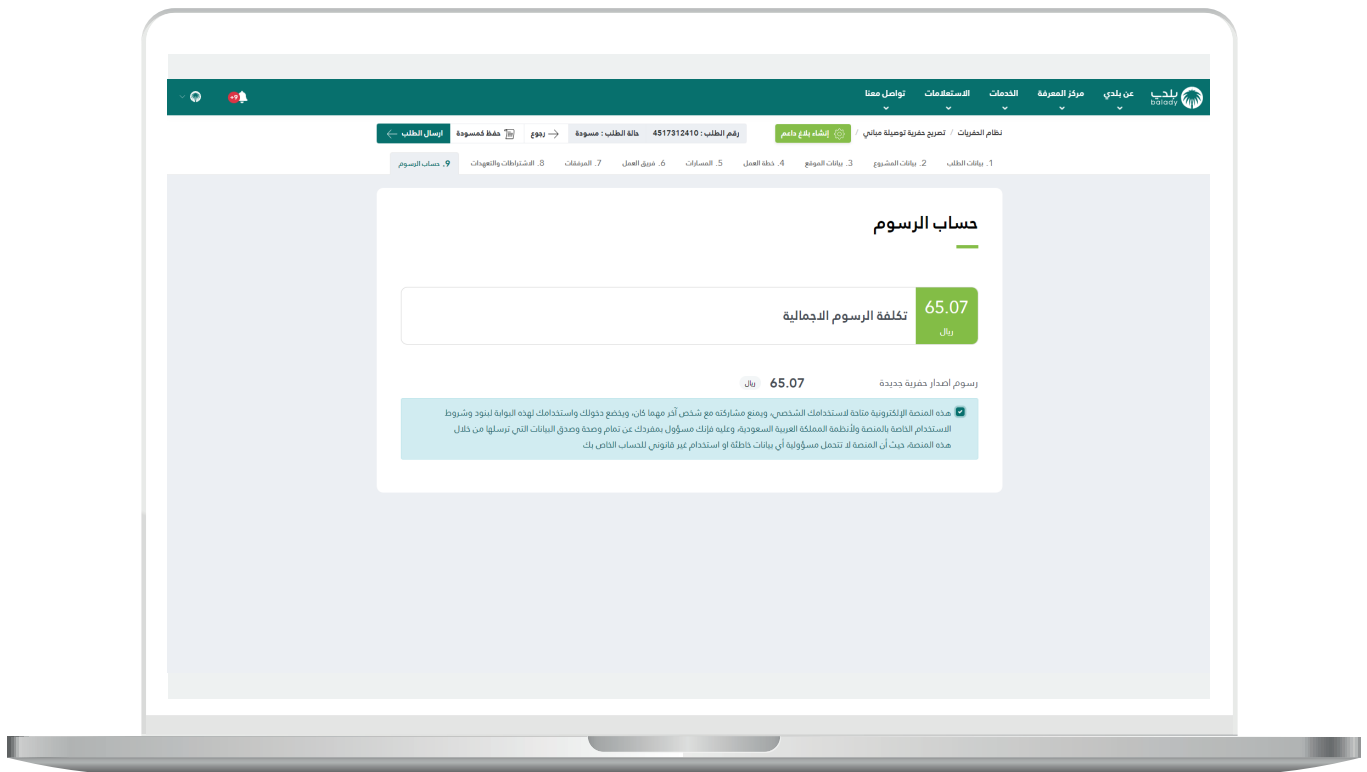 بلدي
balady
عن بلدي
مركز المعرفة
الخدمات
الاستعلامات
تواصل معنا
+9
نظام الحفريات / تصريح حفرية توصيلة مباني /
إنشاء بلاغ داعم
رقم الطلب : 4517312410
حالة الطلب : مسودة
رجوع
حفظ كمسودة
ارسال الطلب
1. بيانات الطلب
2. بيانات المشروع
3. بيانات الموقع
4. خطة العمل
5. المسارات
6. فريق العمل
7. المرفقات
8. الاشتراطات والتعهدات
9. حساب الرسوم
حساب الرسوم
65.07
ريال
تكلفة الرسوم الاجمالية
رسوم اصدار حفرية جديدة
65.07
ريال
هذه المنصة الإلكترونية متاحة لاستخدامك الشخصي، ويمنع مشاركته مع شخص آخر مهما كان، ويخضع دخولك واستخدامك لهذه البوابة لبنود وشروط
الاستخدام الخاصة بالمنصة ولأنظمة المملكة العربية السعودية، وعليه فإنك مسؤول بمفردك عن تمام وصحة وصدق البيانات التي ترسلها من خلال
هذه المنصة، حيث أن المنصة لا تتحمل مسؤولية أي بيانات خاطئة او استخدام غير قانوني للحساب الخاص بك